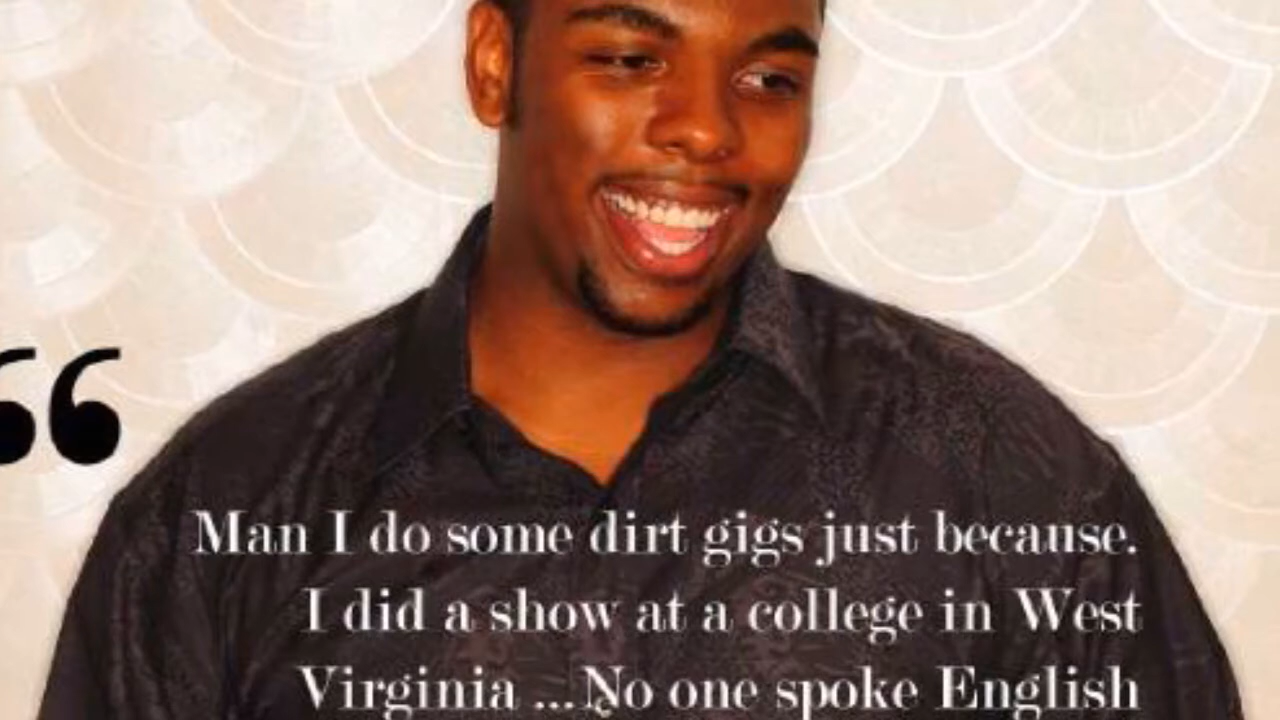 “
Man I do some dirt gigs just because.
I did a show at a college in West
Virginia ...No one spoke English